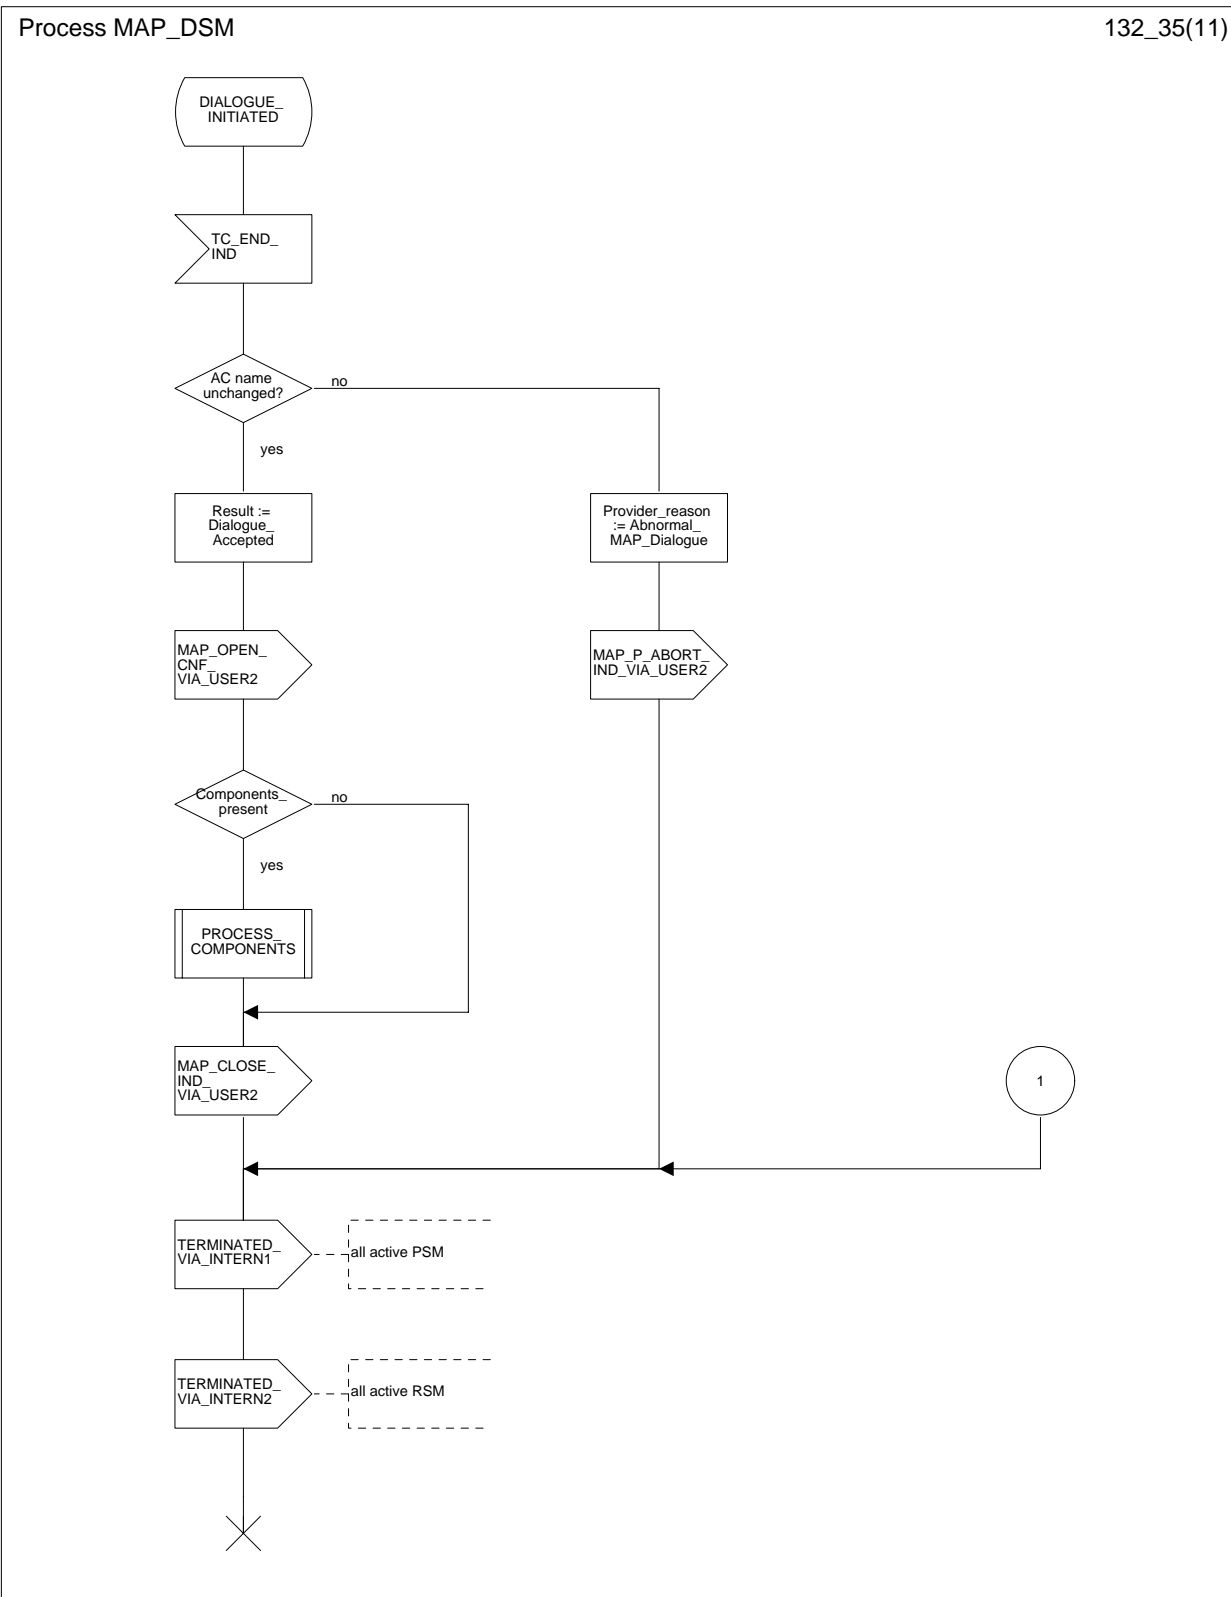 Process MAP_DSM
132_35(11)
DIALOGUE_
INITIATED
TC_END_
IND
AC name
unchanged?
no
yes
Result :=
Dialogue_
Accepted
Provider_reason
:= Abnormal_
MAP_Dialogue
MAP_OPEN_
CNF_
VIA_USER2
MAP_P_ABORT_
IND_VIA_USER2
Components_
present
no
yes
PROCESS_
COMPONENTS
MAP_CLOSE_
IND_
VIA_USER2
1
TERMINATED_
VIA_INTERN1
all active PSM
TERMINATED_
VIA_INTERN2
all active RSM